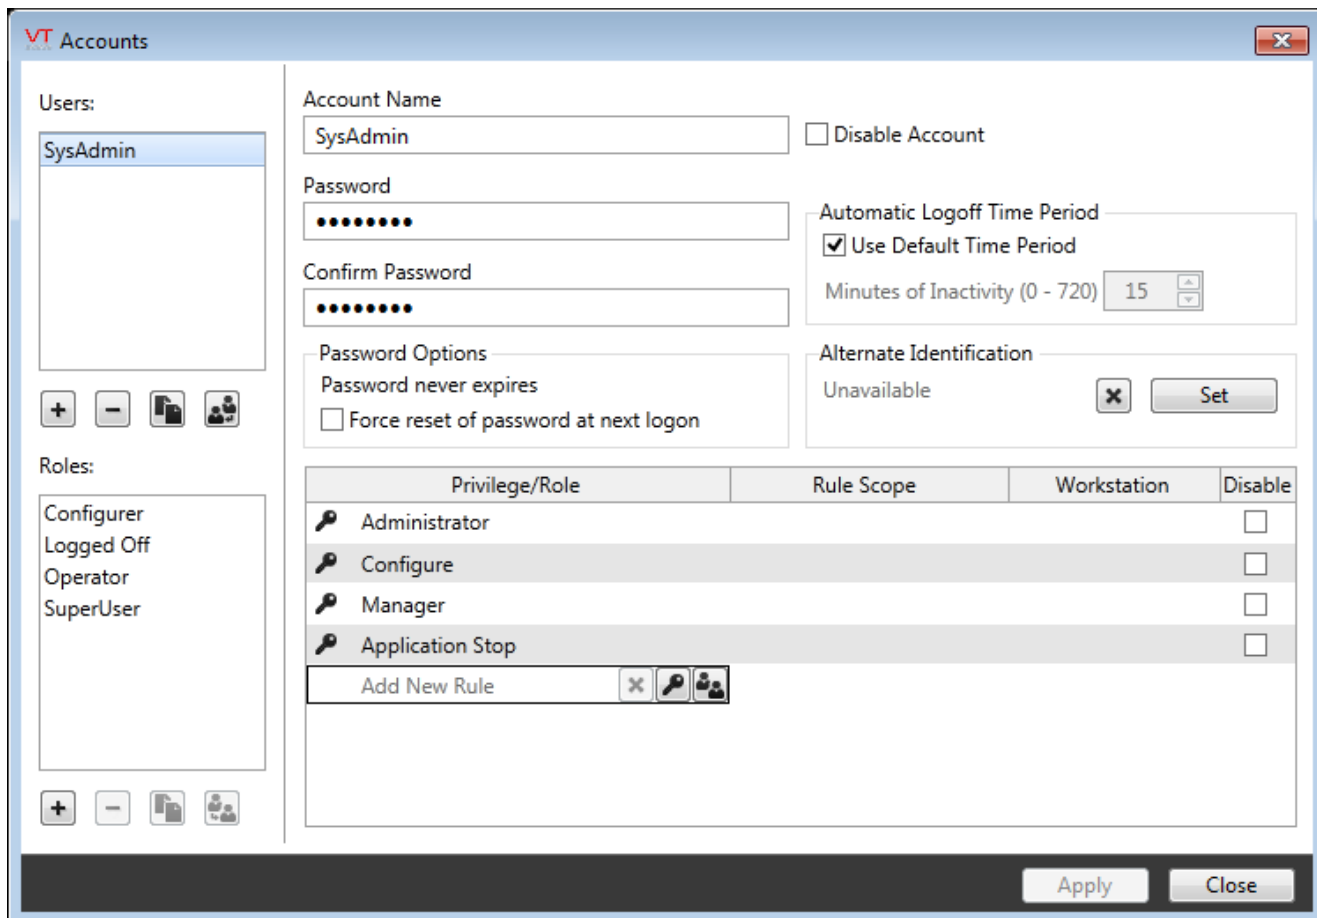 VT Accounts
Users:
SysAdmin
Roles:
Configurer
Logged Off
Operator
SuperUser
Account Name
SysAdmin
Disable Account
Password
••••••••
Confirm Password
••••••••
Automatic Logoff Time Period
Use Default Time Period
Minutes of Inactivity (0 - 720) 15
Password Options
Password never expires
Force reset of password at next logon
Alternate Identification
Unavailable
Set
Privilege/Role Rule Scope Workstation Disable
Administrator
Configure
Manager
Application Stop
Add New Rule
Apply Close